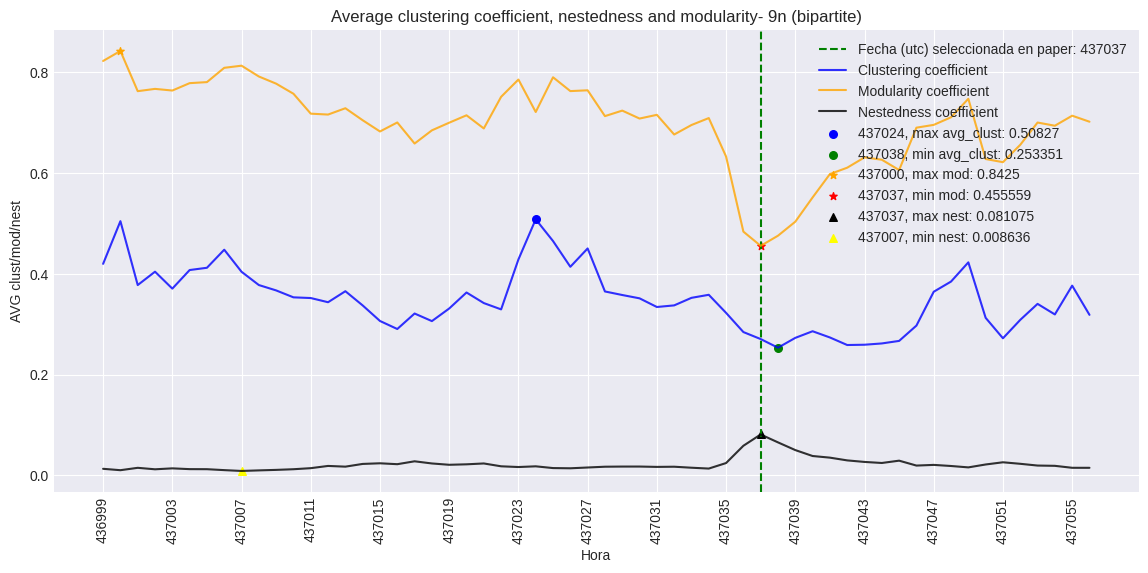 Average clustering coefficient, nestedness and modularity- 9n (bipartite)
Fecha (utc) seleccionada en paper: 437037
Clustering coefficient
Modularity coefficient
Nestedness coefficient
437024, max avg_clust: 0.50827
437038, min avg_clust: 0.253351
437000, max mod: 0.8425
437037, min mod: 0.455559
437037, max nest: 0.081075
437007, min nest: 0.008636
AVG clust/mod/nest
0.8
0.6
0.4
0.2
0.0
436999
437003
437007
437011
437015
437019
437023
437027
437031
437035
437039
437043
437047
437051
437055
Hora